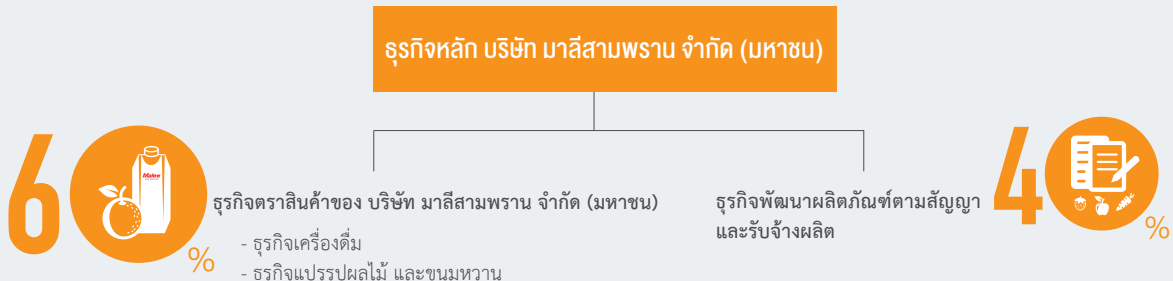 ธุรกิจหลัก บริษัท มาลีสามพราน จำกัด (มหาชน)
60%
Malee
ธุรกิจตราสินค้าของ บริษัท มาลีสามพราน จำกัด (มหาชน)
- ธุรกิจเครื่องดื่ม
- ธุรกิจแปรรูปผลไม้ และขนมหวาน
ธุรกิจพัฒนาผลิตภัณฑ์ตามสัญญา
และรับจ้างผลิต
40%